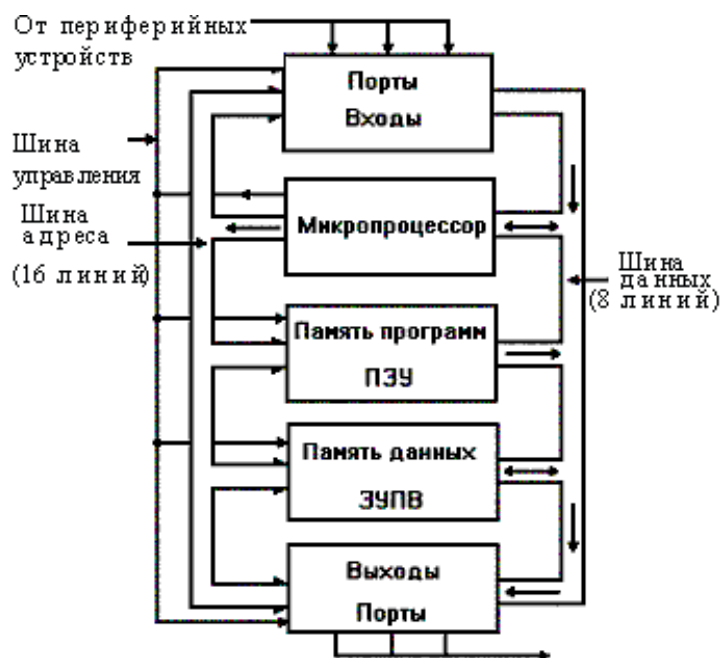 От периферийных
устройств
Порты
Входы
Шина
управления
Шина
адреса
(16 линий)
Микропроцессор
Шина
данных
(8 линий)
Память программ
ПЗУ
Память данных
ЗУПВ
Выходы
Порты